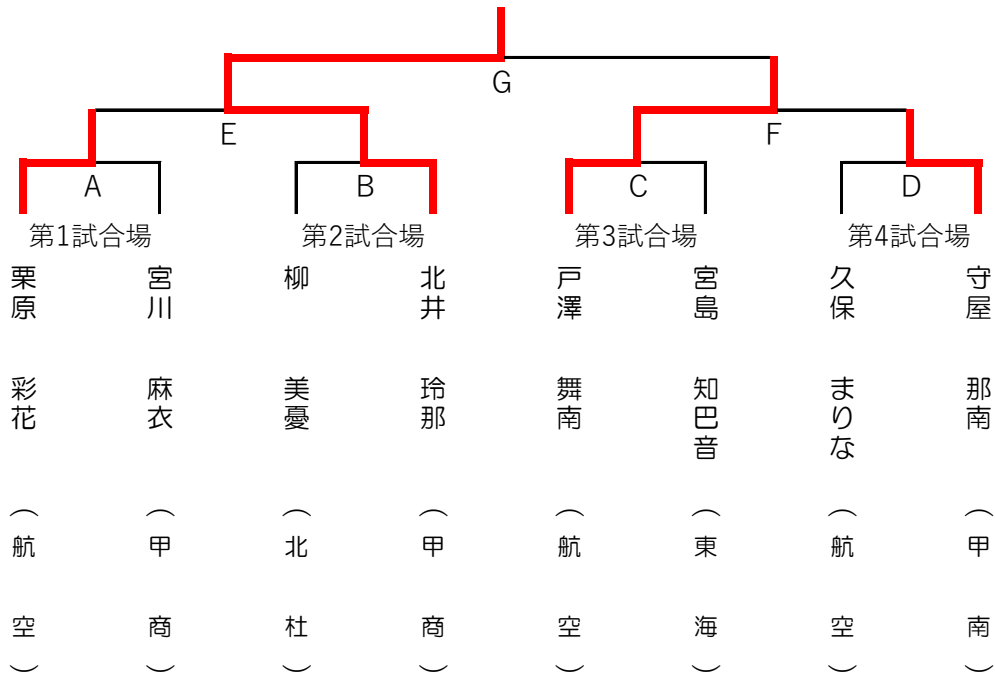 G
E
F
A
B
C
D
第1試合場
第2試合場
第3試合場
第4試合場
栗原 彩花 (航空)
宮川 麻衣 (甲商)
柳 美憂 (北杜)
北井 玲那 (甲商)
戸澤 舞南 (航空)
宮島 知巴音 (東海)
久保 まりな (航空)
守屋 那南 (甲南)